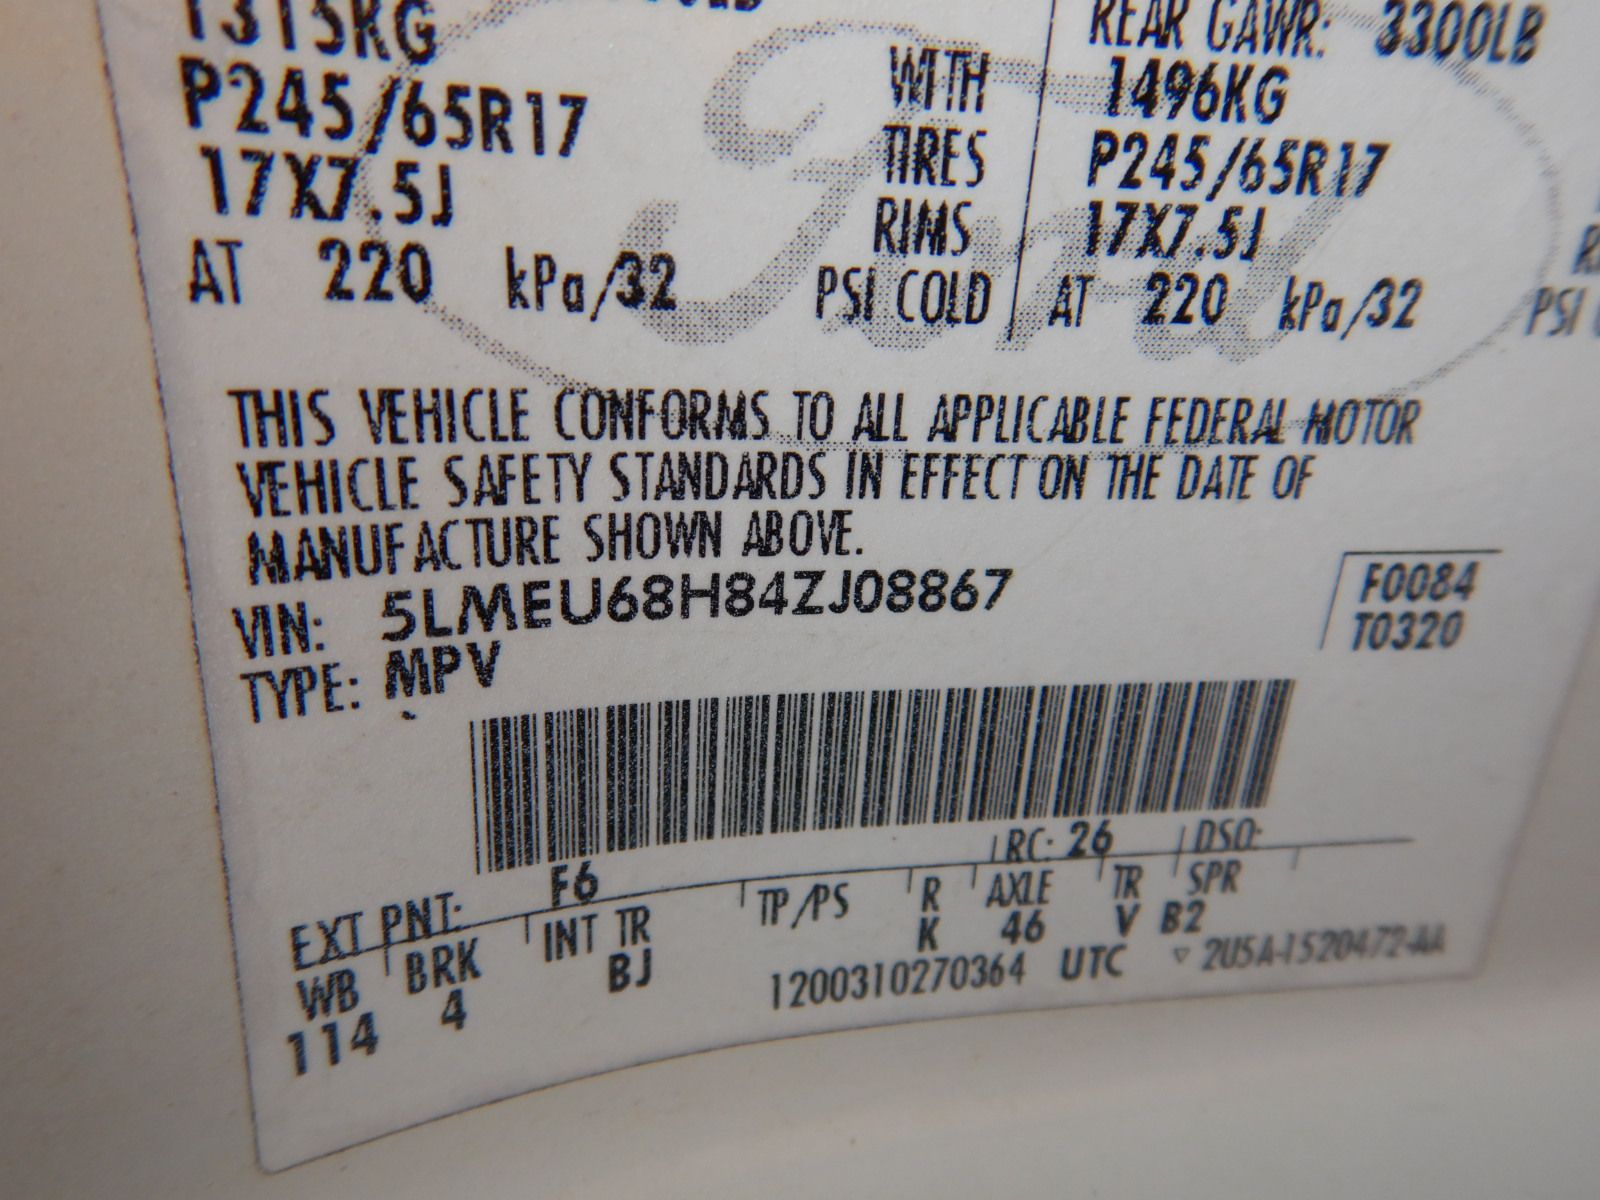 1315KG
P245/65R17
17X7.5J
AT 220 kPa/32
WITH
TIRES
RIMS
PSI COLD
REAR GAWR: 3300LB
1496KG
P245/65R17
17X7.5J
AT 220 kPa/32
PSI
Ford
THIS VEHICLE CONFORMS TO ALL APPLICABLE FEDERAL MOTOR
VEHICLE SAFETY STANDARDS IN EFFECT ON THE DATE OF
MANUFACTURE SHOWN ABOVE.
VIN: 5LMEU68H84ZJ08867
TYPE: MPV
F0084
T0320
EXT PNT: F6 RC: 26 DSO:
WB BRK INT TR TP/PS R AXLE TR SPR
114 4 BJ K 46 V B2
1200310270364 UTC ▽ 2U5A-1520472-AA